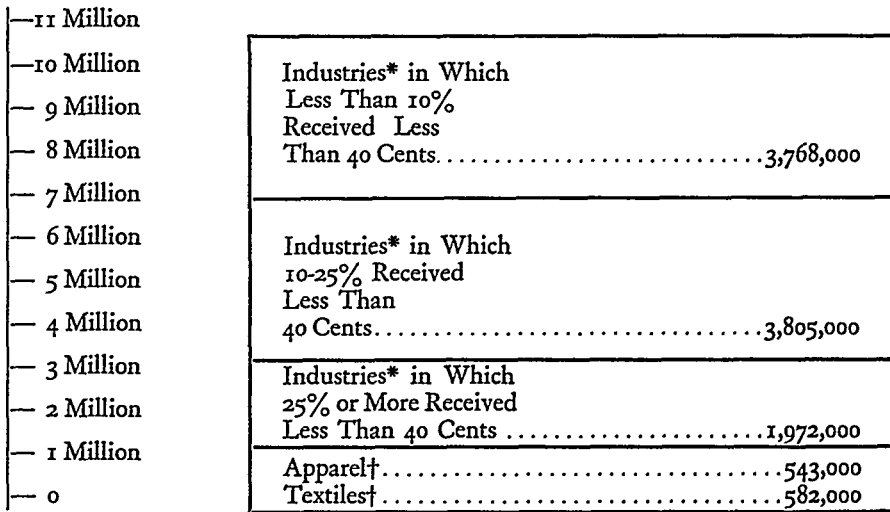 11 Million
10 Million
9 Million
8 Million
7 Million
6 Million
5 Million
4 Million
3 Million
2 Million
1 Million
0
Industries* in Which
Less Than 10%
Received Less
Than 40 Cents............................3,768,000
Industries* in Which
10-25% Received
Less Than
40 Cents..................................3,805,000
Industries* in Which
25% or More Received
Less Than 40 Cents .......................1,972,000
Apparel†...................................543,000
Textiles†...................................582,000